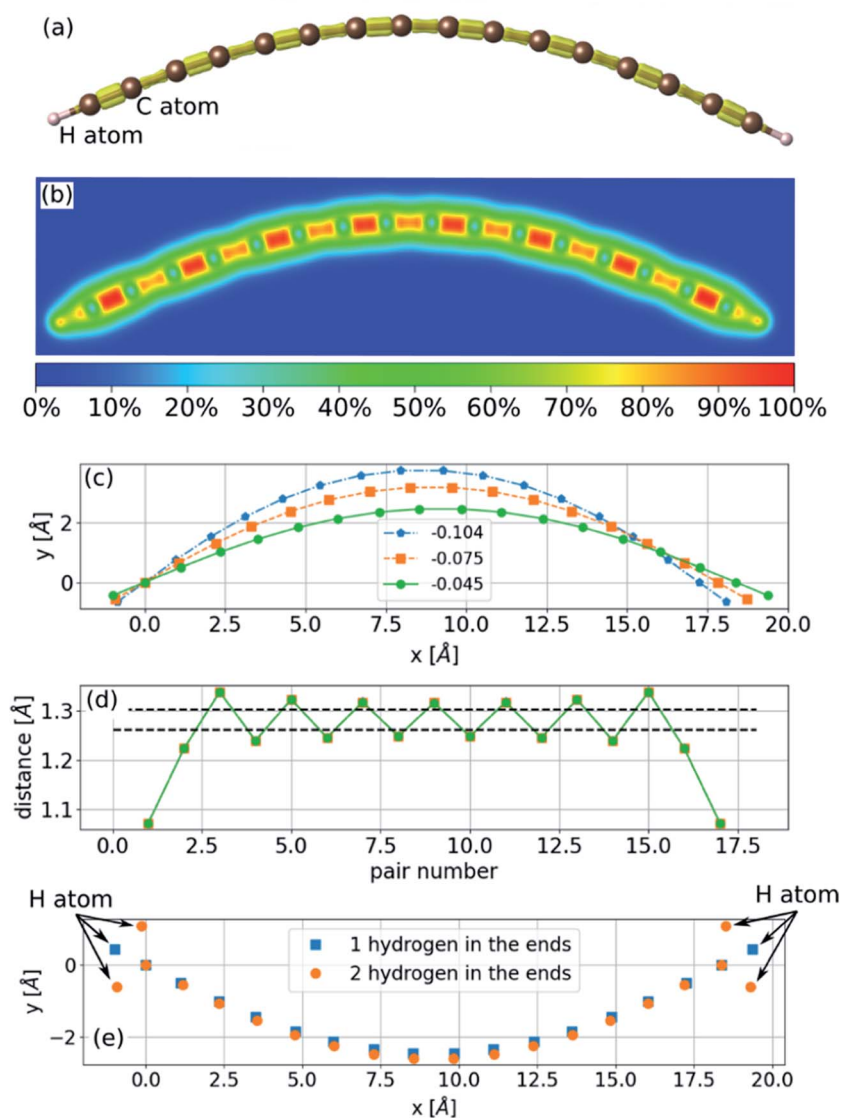 (a)
C atom
H atom
(b)
0% 10% 20% 30% 40% 50% 60% 70% 80% 90% 100%
(c)
y [Å]
2
0
-0.104
-0.075
-0.045
0.0 2.5 5.0 7.5 10.0 12.5 15.0 17.5 20.0
x [Å]
(d)
distance [Å]
1.3
1.2
1.1
0.0 2.5 5.0 7.5 10.0 12.5 15.0 17.5
pair number
H atom
H atom
1 hydrogen in the ends
2 hydrogen in the ends
y [Å]
0
−2
(e)
0.0 2.5 5.0 7.5 10.0 12.5 15.0 17.5 20.0
x [Å]